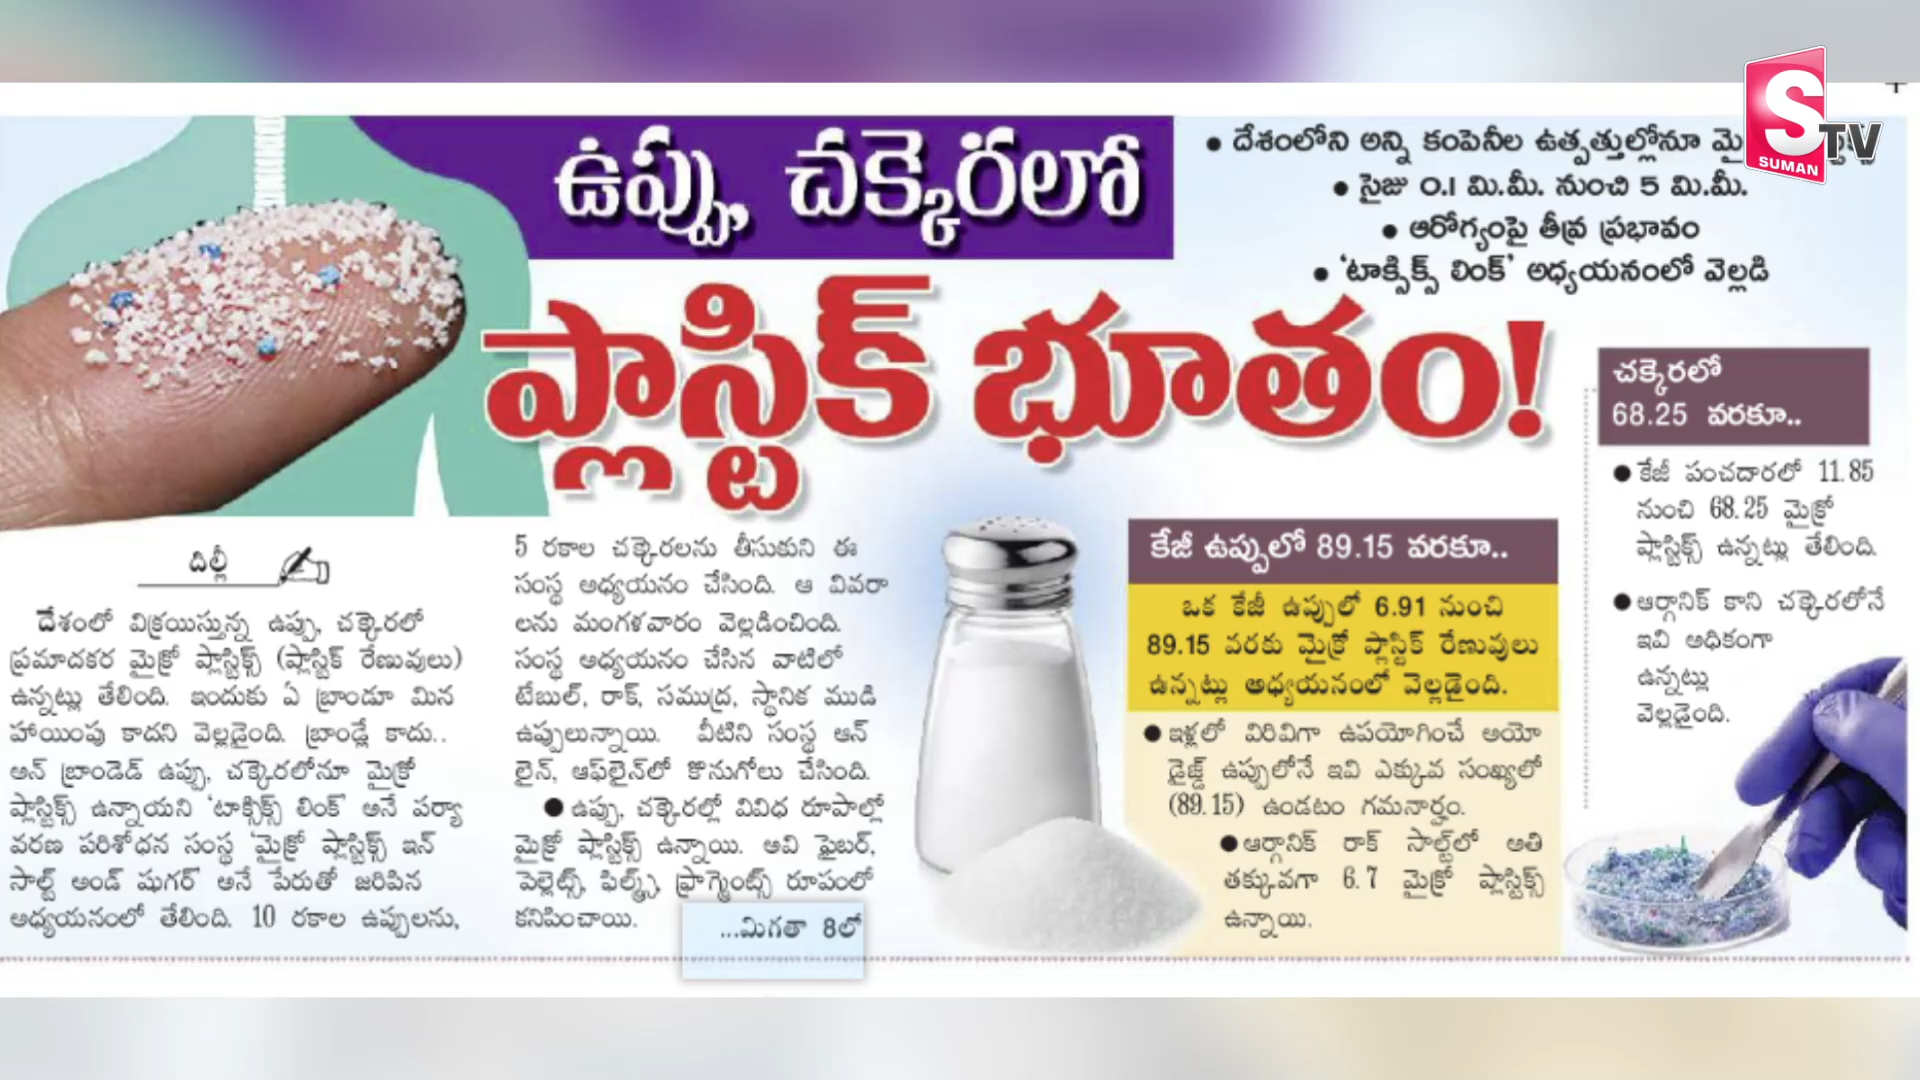 ఉప్పు, చక్కెరలో
ప్లాస్టిక్ భూతం!
• దేశంలోని అన్ని కంపెనీల ఉత్పత్తుల్లోనూ
• సైజు 0.1 మి.మీ. నుంచి 5 మి.మీ.
• ఆరోగ్యంపై తీవ్ర ప్రభావం
• 'టాక్సిక్స్ లింక్' అధ్యయనంలో వెల్లడి
S
SUMAN
TV
ఢిల్లీ
దేశంలో విక్రయిస్తున్న ఉప్పు, చక్కెరలో
ప్రమాదకర మైక్రో ప్లాస్టిక్స్ (ప్లాస్టిక్ రేణువులు)
ఉన్నట్లు తేలింది. ఇందుకు ఏ బ్రాండూ మిన
హాయింపు కాదని వెల్లడైంది. బ్రాండ్లే కాదు..
అన్ బ్రాండెడ్ ఉప్పు, చక్కెరలోనూ మైక్రో
ప్లాస్టిక్స్ ఉన్నాయని 'టాక్సిక్స్ లింక్' అనే పర్యా
వరణ పరిశోధన సంస్థ 'మైక్రో ప్లాస్టిక్స్ ఇన్
సాల్ట్ అండ్ షుగర్' అనే పేరుతో జరిపిన
అధ్యయనంలో తేలింది. 10 రకాల ఉప్పులను,
5 రకాల చక్కెరలను తీసుకుని ఈ
సంస్థ అధ్యయనం చేసింది. ఆ వివరా
లను మంగళవారం వెల్లడించింది.
సంస్థ అధ్యయనం చేసిన వాటిలో
టేబుల్, రాక్, సముద్ర, స్థానిక ముడి
ఉప్పులున్నాయి. వీటిని సంస్థ ఆన్
లైన్, ఆఫ్‌లైన్‌లో కొనుగోలు చేసింది.
● ఉప్పు, చక్కెరల్లో వివిధ రూపాల్లో
మైక్రో ప్లాస్టిక్స్ ఉన్నాయి. అవి ఫైబర్,
పెల్లెట్స్, ఫిల్మ్స్, ఫ్రాగ్మెంట్స్ రూపంలో
కనిపించాయి.
...మిగతా 8లో
కేజీ ఉప్పులో 89.15 వరకూ..
ఒక కేజీ ఉప్పులో 6.91 నుంచి
89.15 వరకు మైక్రో ప్లాస్టిక్ రేణువులు
ఉన్నట్లు అధ్యయనంలో వెల్లడైంది.
● ఇళ్లలో విరివిగా ఉపయోగించే అయో
డైజ్డ్ ఉప్పులోనే ఇవి ఎక్కువ సంఖ్యలో
(89.15) ఉండటం గమనార్హం.
● ఆర్గానిక్ రాక్ సాల్ట్‌లో అతి
తక్కువగా 6.7 మైక్రో ప్లాస్టిక్స్
ఉన్నాయి.
చక్కెరలో
68.25 వరకూ..
● కేజీ పంచదారలో 11.85
నుంచి 68.25 మైక్రో
ప్లాస్టిక్స్ ఉన్నట్లు తేలింది.
● ఆర్గానిక్ కాని చక్కెరలోనే
ఇవి అధికంగా
ఉన్నట్లు
వెల్లడైంది.